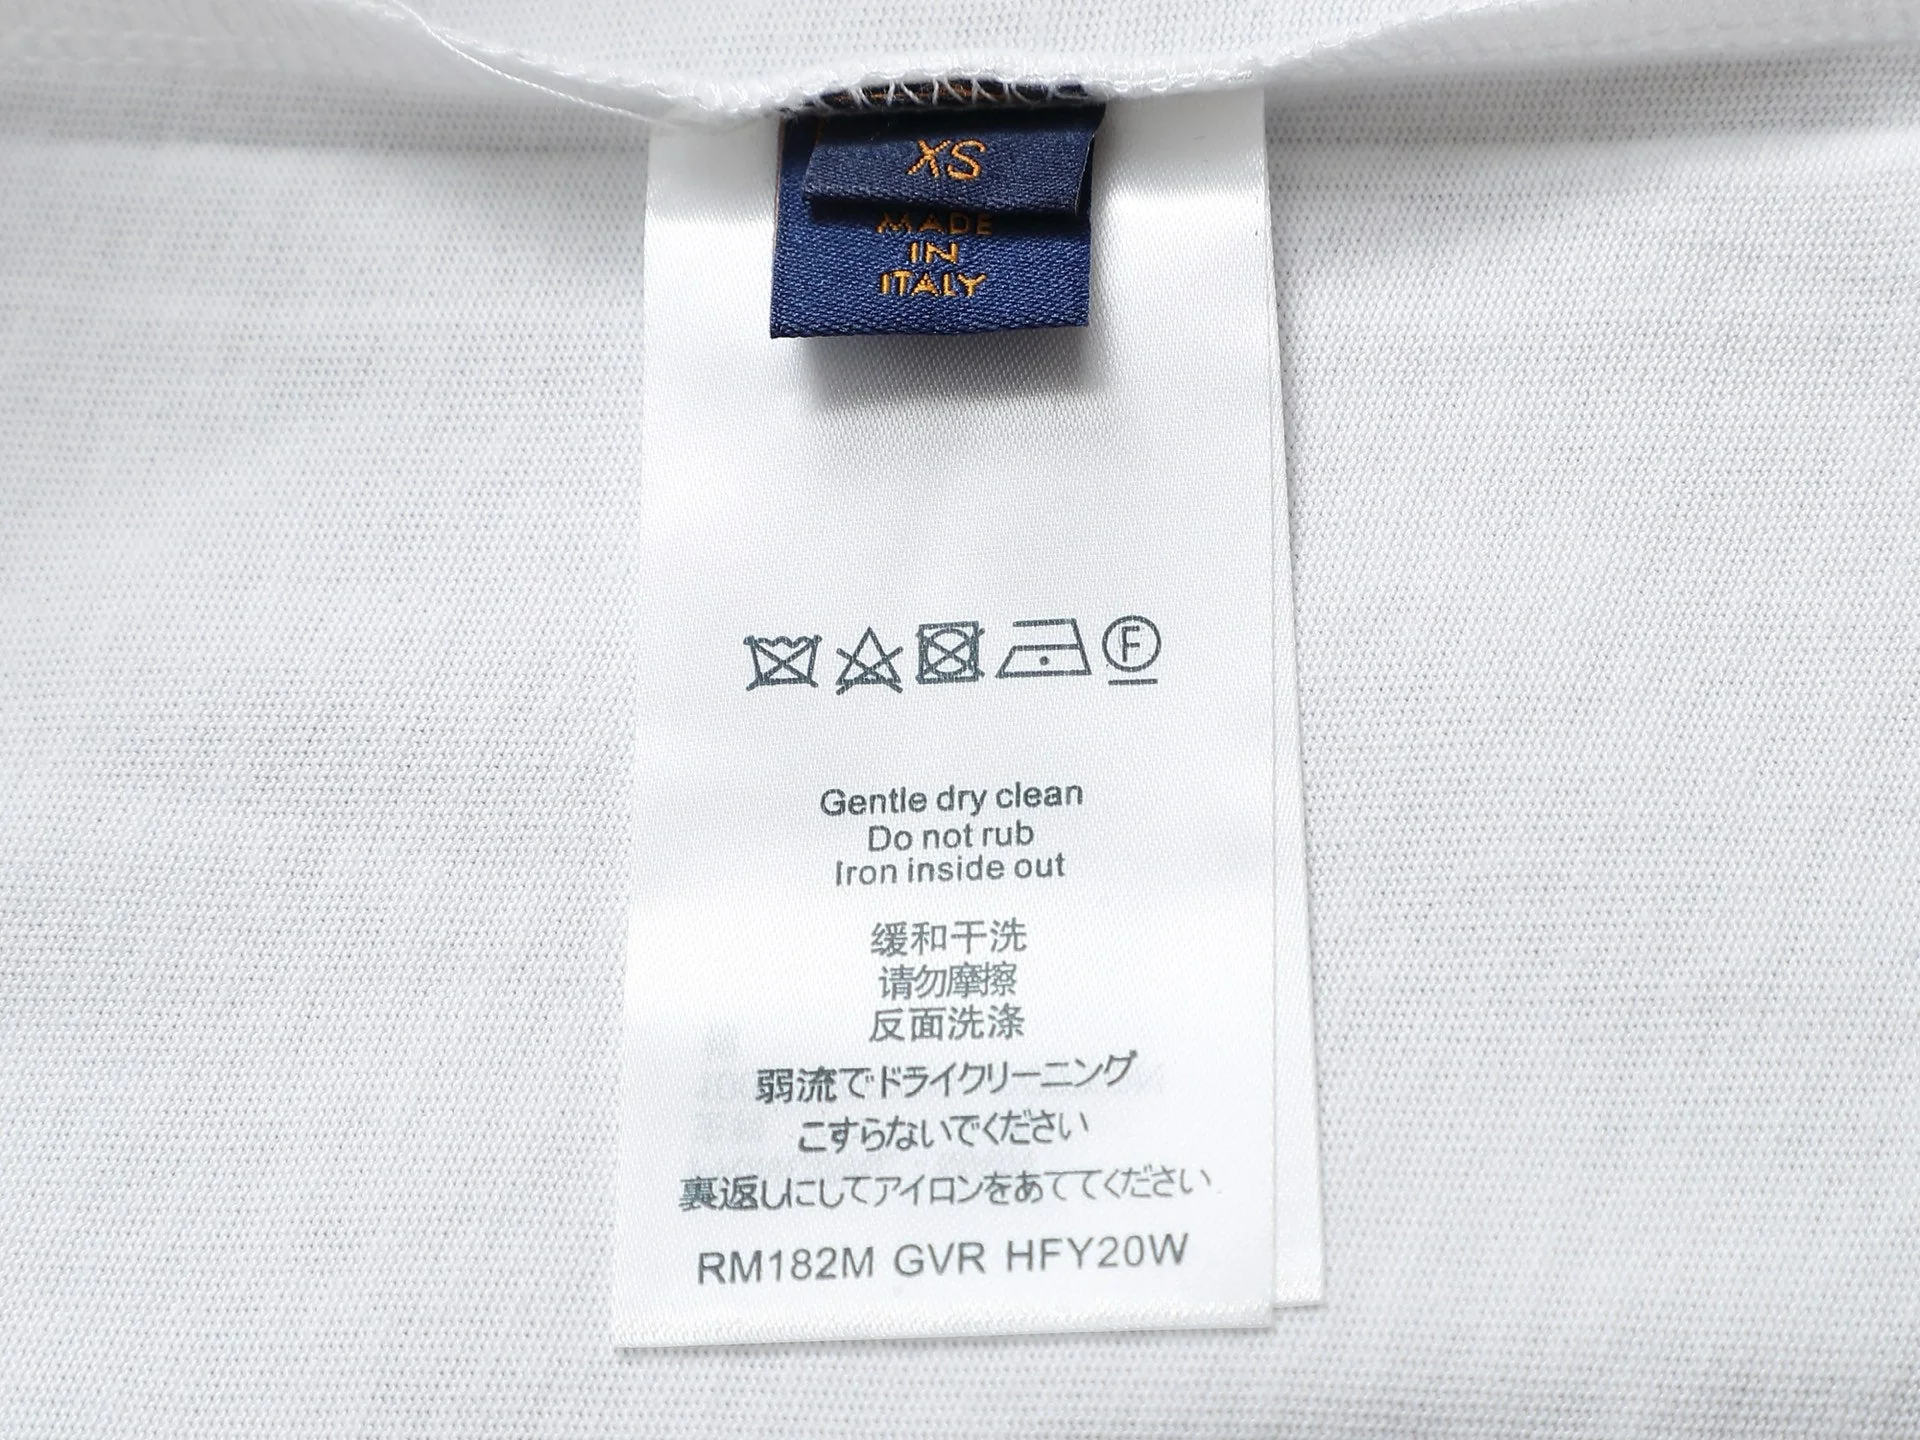 XS
MADE
IN
ITALY
F
Gentle dry clean
Do not rub
Iron inside out
缓和干洗
请勿摩擦
反面洗涤
弱流でドライクリーニング
こすらないでください
裏返しにしてアイロンをあててください
RM182M GVR HFY20W